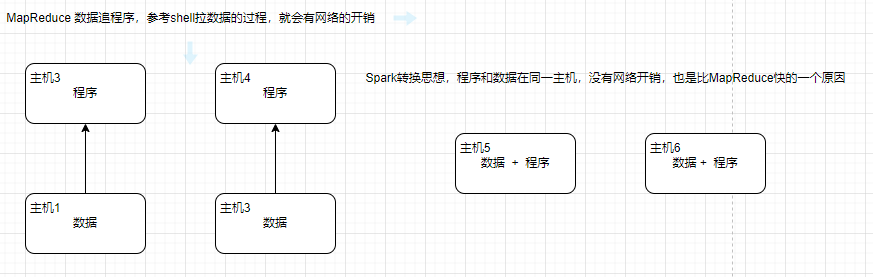 MapReduce 数据追程序，参考shell拉数据的过程，就会有网络的开销
主机3
程序
主机4
程序
Spark转换思想，程序和数据在同一主机，没有网络开销，也是比MapReduce快的一个原因
主机5
数据 + 程序
主机6
数据 + 程序
主机1
数据
主机3
数据